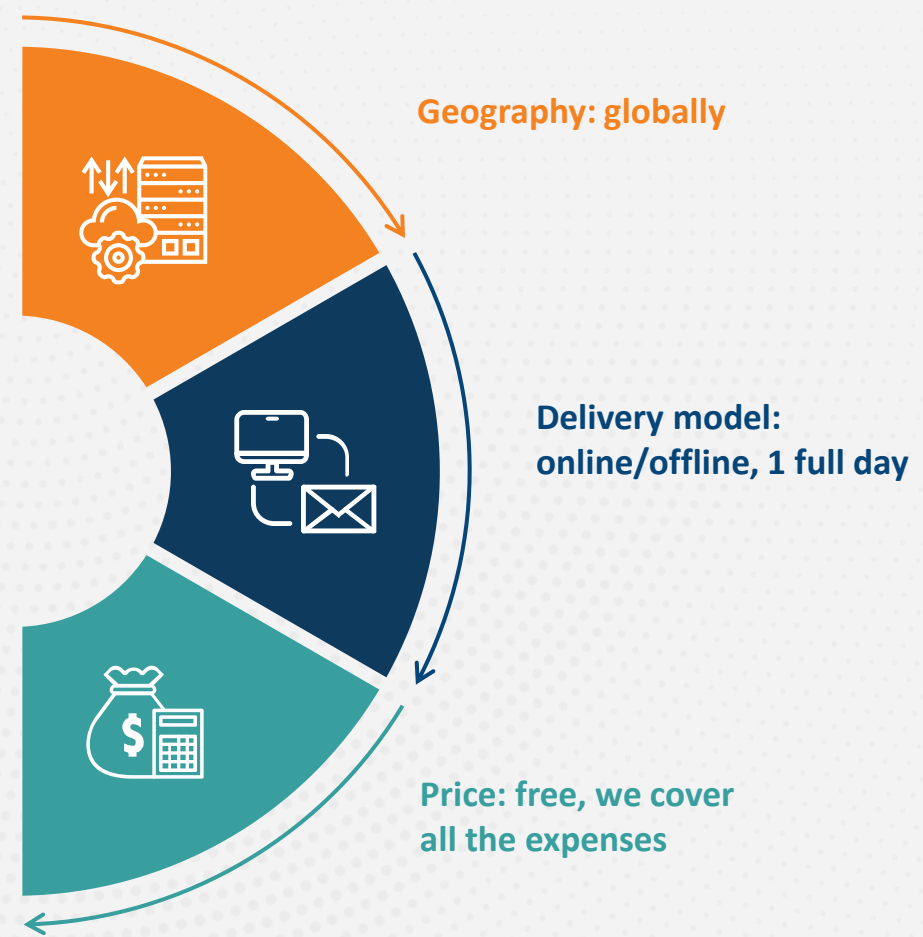 Geography: globally
Delivery model:
online/offline, 1 full day
$
Price: free, we cover
all the expenses